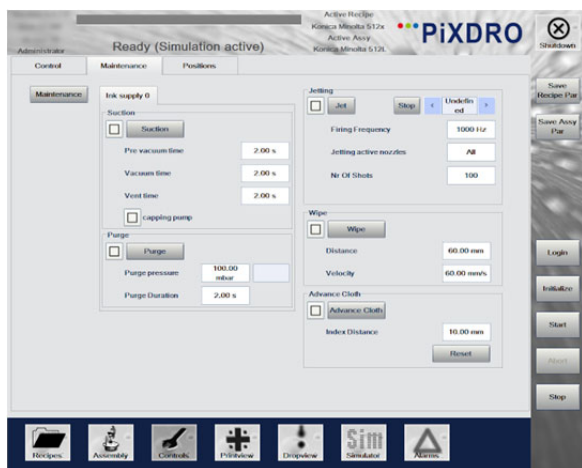 Active Recipe
Konica Minolta 512x
Active Assy
Konica Minolta 512L
PiXDRO
Shutdown
Administrator
Ready (Simulation active)
Control
Maintenance
Positions
Maintenance
Ink supply 0
Suction
Suction
Pre vacuum time
2.00 s
Vacuum time
2.00 s
Vent time
2.00 s
capping pump
Purge
Purge
Purge pressure
100.00
mbar
Purge Duration
2.00 s
Jetting
Jet
Stop
Undefin
ed
Firing Frequency
1000 Hz
Jetting active nozzles
All
Nr Of Shots
100
Wipe
Wipe
Distance
60.00 mm
Velocity
60.00 mm/s
Advance Cloth
Advance Cloth
Index Distance
10.00 mm
Reset
Save
Recipe Par
Save Assy
Par
Login
Initialize
Start
Abort
Stop
Recipes
Assembly
Controls
Printview
Dropview
Sim
Simulator
Alarms